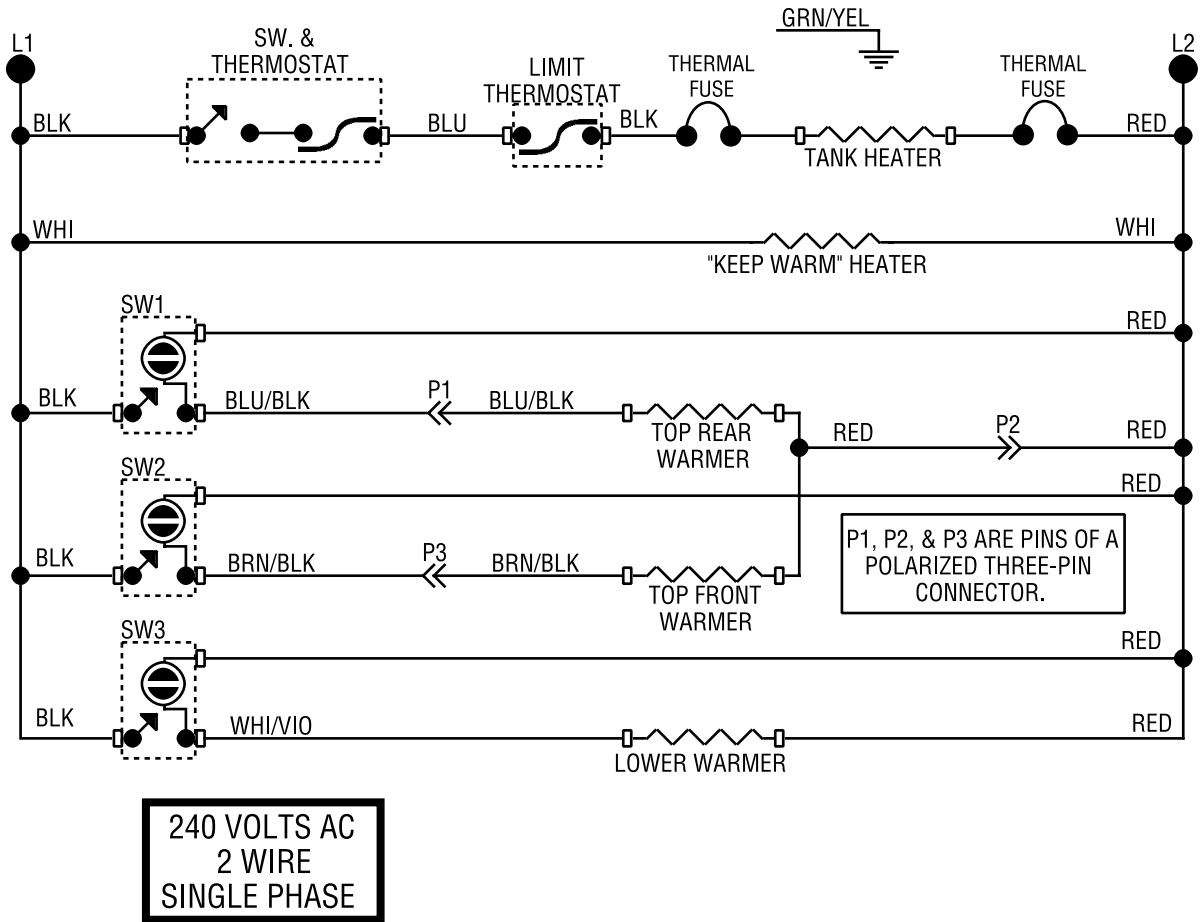 GRN/YEL
L1
SW. &
THERMOSTAT
LIMIT
THERMOSTAT
THERMAL
FUSE
THERMAL
FUSE
L2
BLK
BLU
BLK
RED
TANK HEATER
WHI
WHI
"KEEP WARM" HEATER
SW1
RED
BLK
BLU/BLK
P1
BLU/BLK
TOP REAR
WARMER
RED
P2
RED
SW2
RED
BLK
BRN/BLK
P3
BRN/BLK
TOP FRONT
WARMER
P1, P2, & P3 ARE PINS OF A
POLARIZED THREE-PIN
CONNECTOR.
SW3
RED
BLK
WHI/VIO
RED
LOWER WARMER
240 VOLTS AC
2 WIRE
SINGLE PHASE